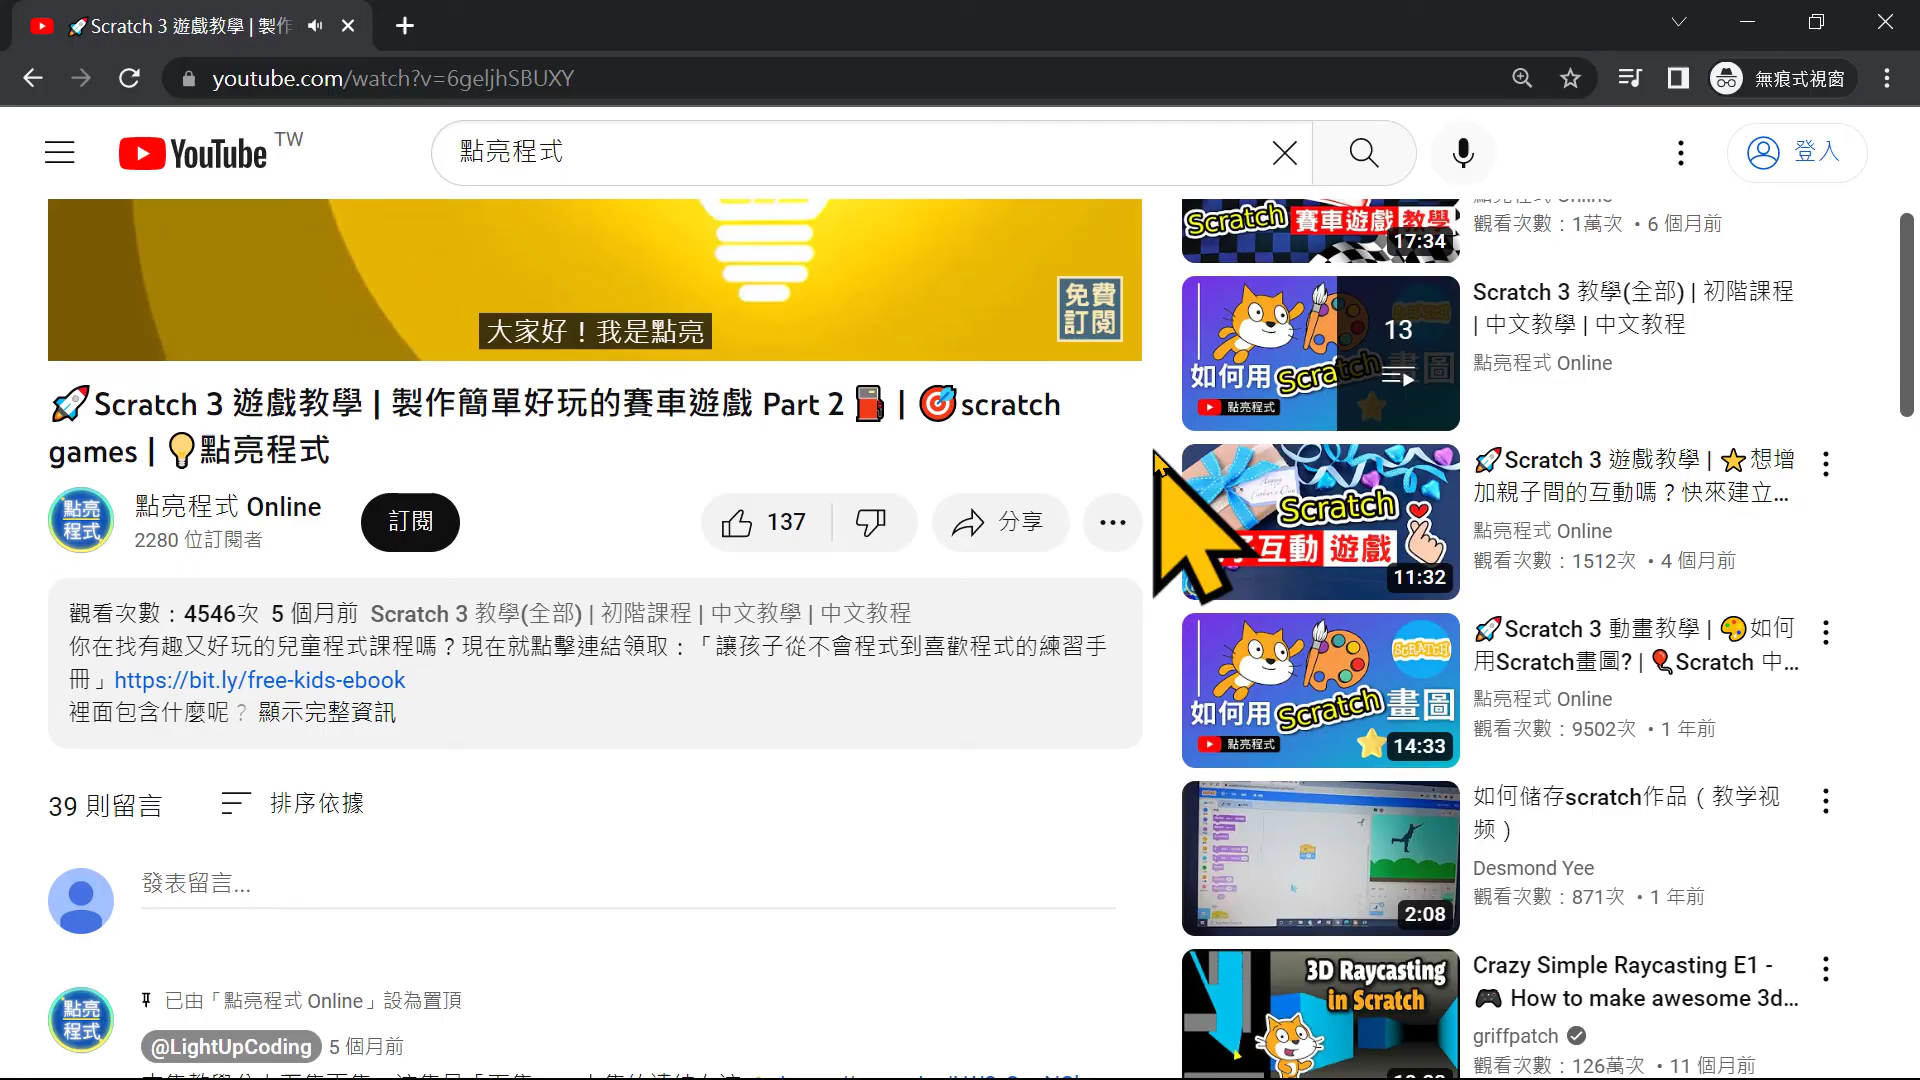 🚀Scratch 3 遊戲教學 | 製作
youtube.com/watch?v=6geljhSBUXY
無痕式視窗
YouTube TW
點亮程式
登入
大家好！我是點亮
免費
訂閱
🚀Scratch 3 遊戲教學 | 製作簡單好玩的賽車遊戲 Part 2⛽ | 🎯scratch
games | 💡點亮程式
點亮
程式
點亮程式 Online
2280 位訂閱者
訂閱
137
分享
觀看次數：4546次 5 個月前 Scratch 3 教學(全部) | 初階課程 | 中文教學 | 中文教程
你在找有趣又好玩的兒童程式課程嗎？現在就點擊連結領取：「讓孩子從不會程式到喜歡程式的練習手
冊」https://bit.ly/free-kids-ebook
裡面包含什麼呢？ 顯示完整資訊
39 則留言
排序依據
發表留言...
點亮
程式
已由「點亮程式 Online」設為置頂
@LightUpCoding 5 個月前
Scratch 賽車遊戲 教學
17:34
觀看次數：1萬次 • 6 個月前
如何用 Scratch 畫圖
點亮程式
13
Scratch 3 教學(全部) | 初階課程
| 中文教學 | 中文教程
點亮程式 Online
Scratch
互動 遊戲
11:32
🚀Scratch 3 遊戲教學 | ⭐想增
加親子間的互動嗎？快來建立...
點亮程式 Online
觀看次數：1512次 • 4 個月前
SCRATCH
如何用 Scratch 畫圖
點亮程式
14:33
🚀Scratch 3 動畫教學 | 🎨如何
用Scratch畫圖? | 🎈Scratch 中...
點亮程式 Online
觀看次數：9502次 • 1 年前
2:08
如何储存scratch作品（教学视
频）
Desmond Yee
觀看次數：871次 • 1 年前
3D Raycasting
in Scratch
Crazy Simple Raycasting E1 -
🎮 How to make awesome 3d...
griffpatch
觀看次數：126萬次 • 11 個月前